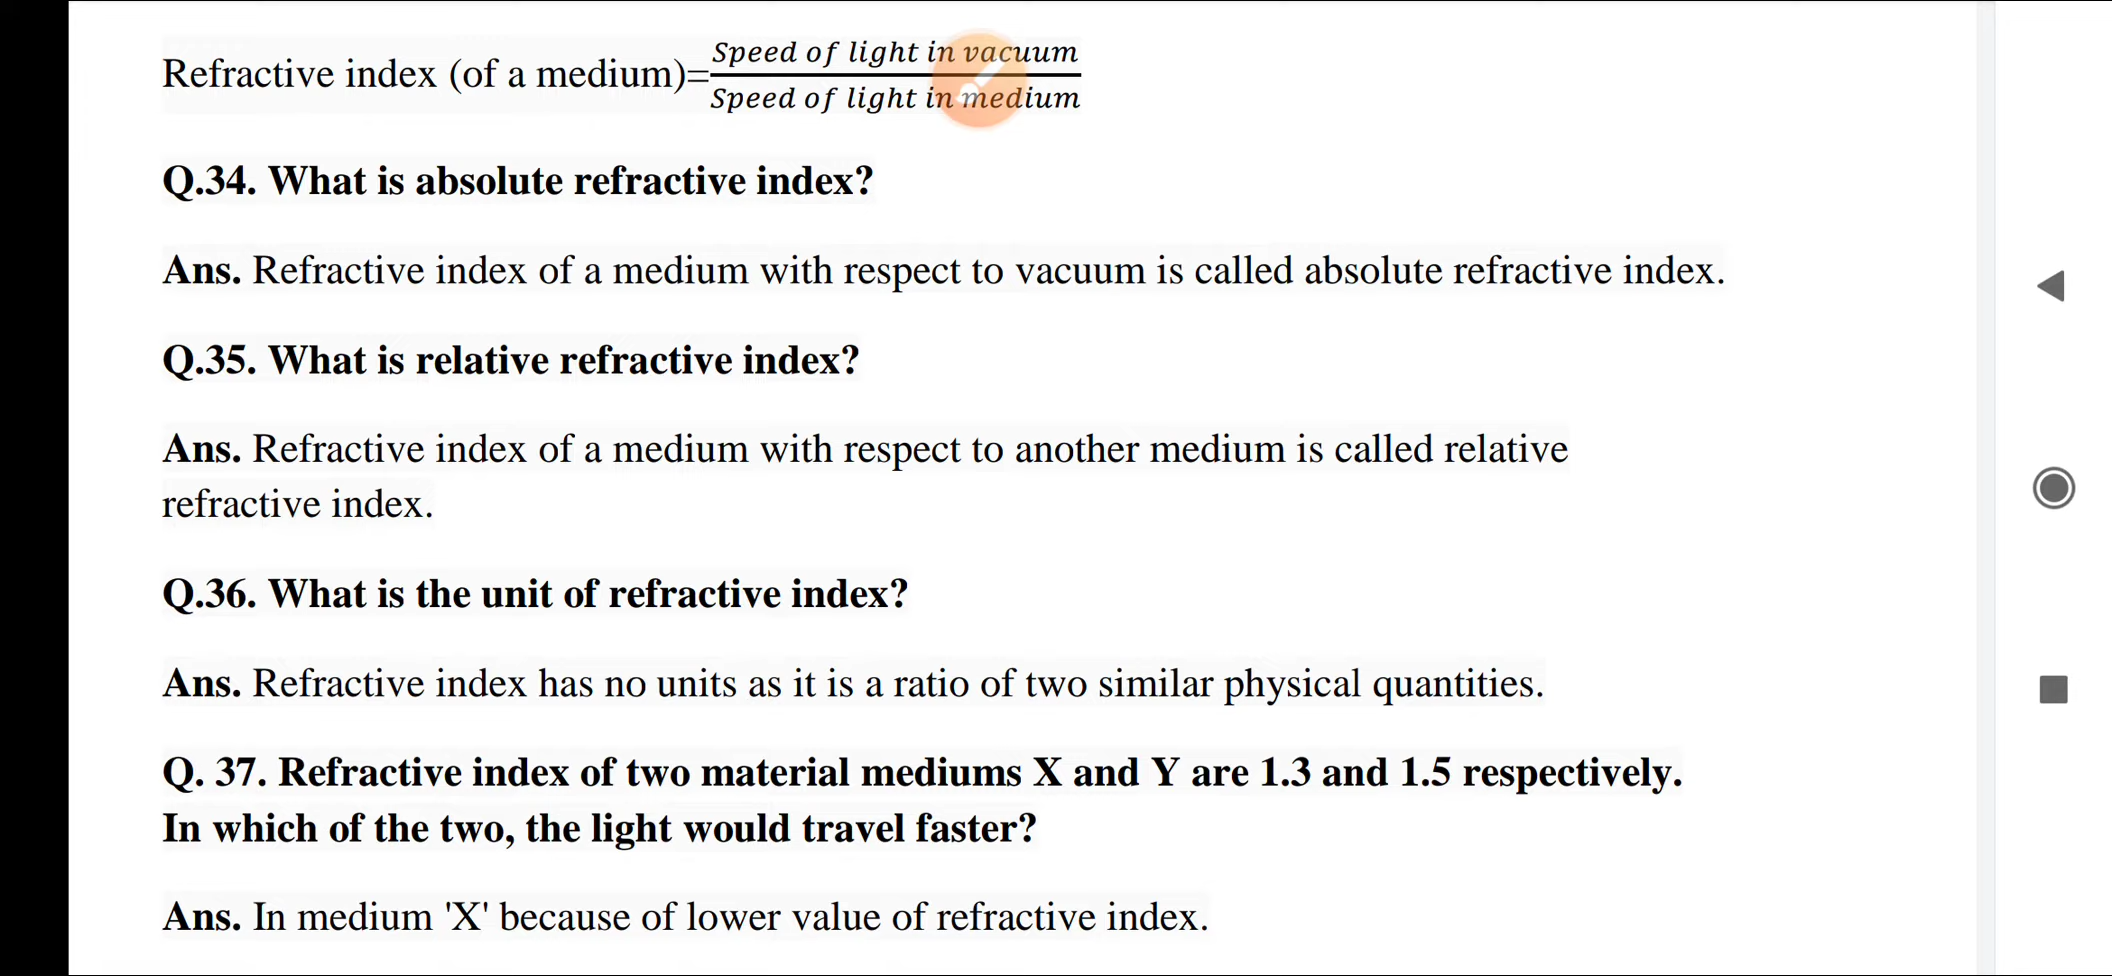 Refractive index (of a medium)=Speed of light in vacuum
Speed of light in medium
Q.34. What is absolute refractive index?
Ans. Refractive index of a medium with respect to vacuum is called absolute refractive index.
Q.35. What is relative refractive index?
Ans. Refractive index of a medium with respect to another medium is called relative
refractive index.
Q.36. What is the unit of refractive index?
Ans. Refractive index has no units as it is a ratio of two similar physical quantities.
Q. 37. Refractive index of two material mediums X and Y are 1.3 and 1.5 respectively.
In which of the two, the light would travel faster?
Ans. In medium 'X' because of lower value of refractive index.